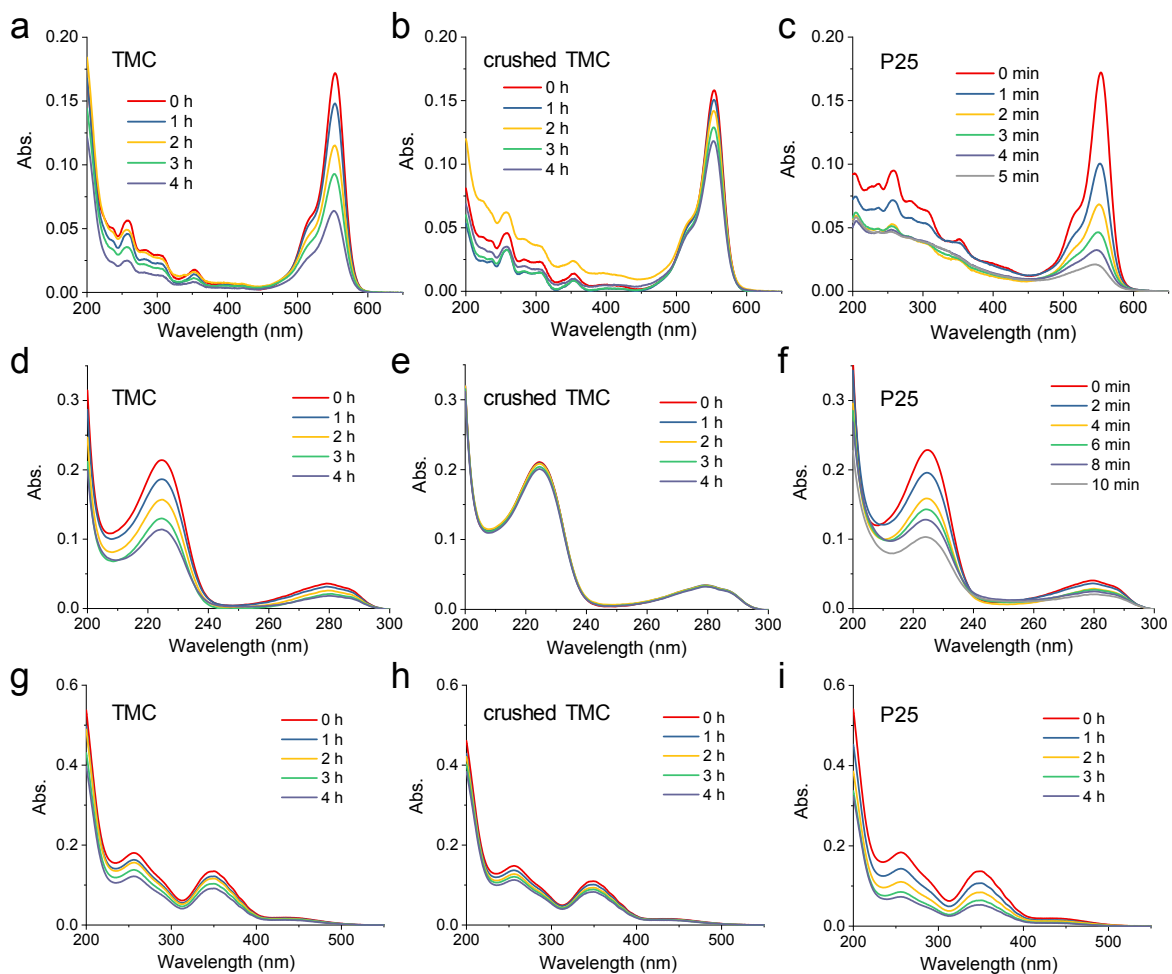 a
TMC
0 h
1 h
2 h
3 h
4 h
0.20
0.15
0.10
0.05
0.00
Abs.
200 300 400 500 600
Wavelength (nm)
b
crushed TMC
0 h
1 h
2 h
3 h
4 h
0.20
0.15
0.10
0.05
0.00
Abs.
200 300 400 500 600
Wavelength (nm)
c
P25
0 min
1 min
2 min
3 min
4 min
5 min
0.20
0.15
0.10
0.05
0.00
Abs.
200 300 400 500 600
Wavelength (nm)
d
TMC
0 h
1 h
2 h
3 h
4 h
0.3
0.2
0.1
0.0
Abs.
200 220 240 260 280 300
Wavelength (nm)
e
crushed TMC
0 h
1 h
2 h
3 h
4 h
0.3
0.2
0.1
0.0
Abs.
200 220 240 260 280 300
Wavelength (nm)
f
P25
0 min
2 min
4 min
6 min
8 min
10 min
0.3
0.2
0.1
0.0
Abs.
200 220 240 260 280 300
Wavelength (nm)
g
TMC
0 h
1 h
2 h
3 h
4 h
0.6
0.4
0.2
0.0
Abs.
200 300 400 500
Wavelength (nm)
h
crushed TMC
0 h
1 h
2 h
3 h
4 h
0.6
0.4
0.2
0.0
Abs.
200 300 400 500
Wavelength (nm)
i
P25
0 h
1 h
2 h
3 h
4 h
0.6
0.4
0.2
0.0
Abs.
200 300 400 500
Wavelength (nm)